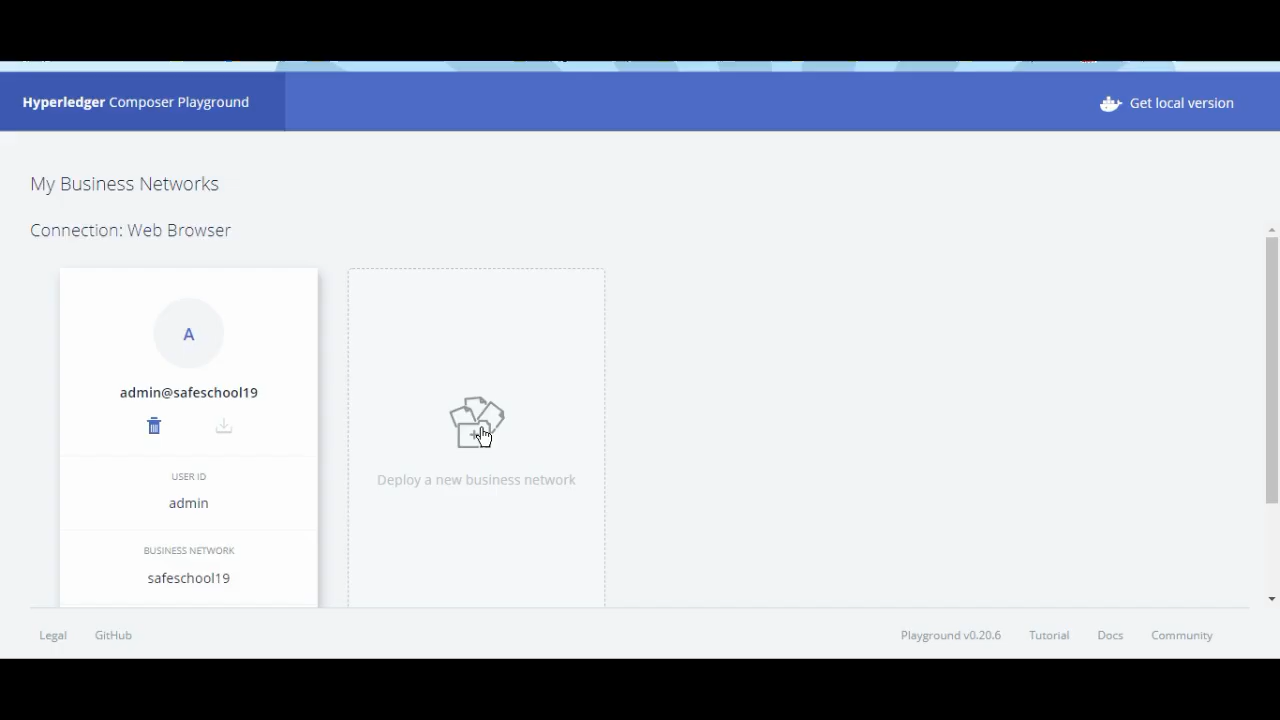 Hyperledger Composer Playground
Get local version
My Business Networks
Connection: Web Browser
A
admin@safeschool19
USER ID
admin
BUSINESS NETWORK
safeschool19
Deploy a new business network
Legal
GitHub
Playground v0.20.6
Tutorial
Docs
Community